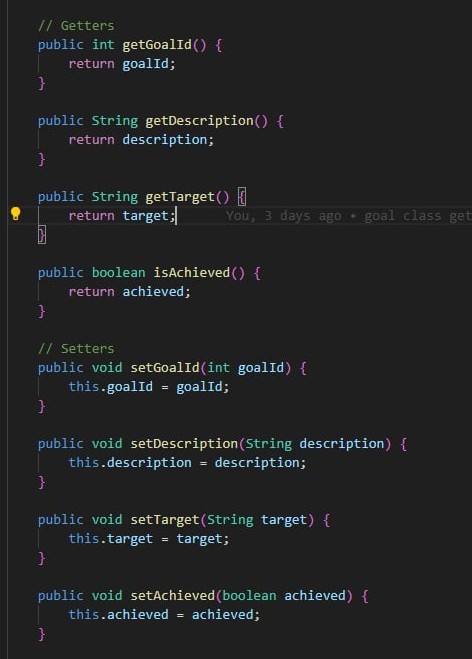 // Getters
public int getGoalId() {
    return goalId;
}
public String getDescription() {
    return description;
}
public String getTarget() {
    return target;      You, 3 days ago • goal class get
}
public boolean isAchieved() {
    return achieved;
}
// Setters
public void setGoalId(int goalId) {
    this.goalId = goalId;
}
public void setDescription(String description) {
    this.description = description;
}
public void setTarget(String target) {
    this.target = target;
}
public void setAchieved(boolean achieved) {
    this.achieved = achieved;
}